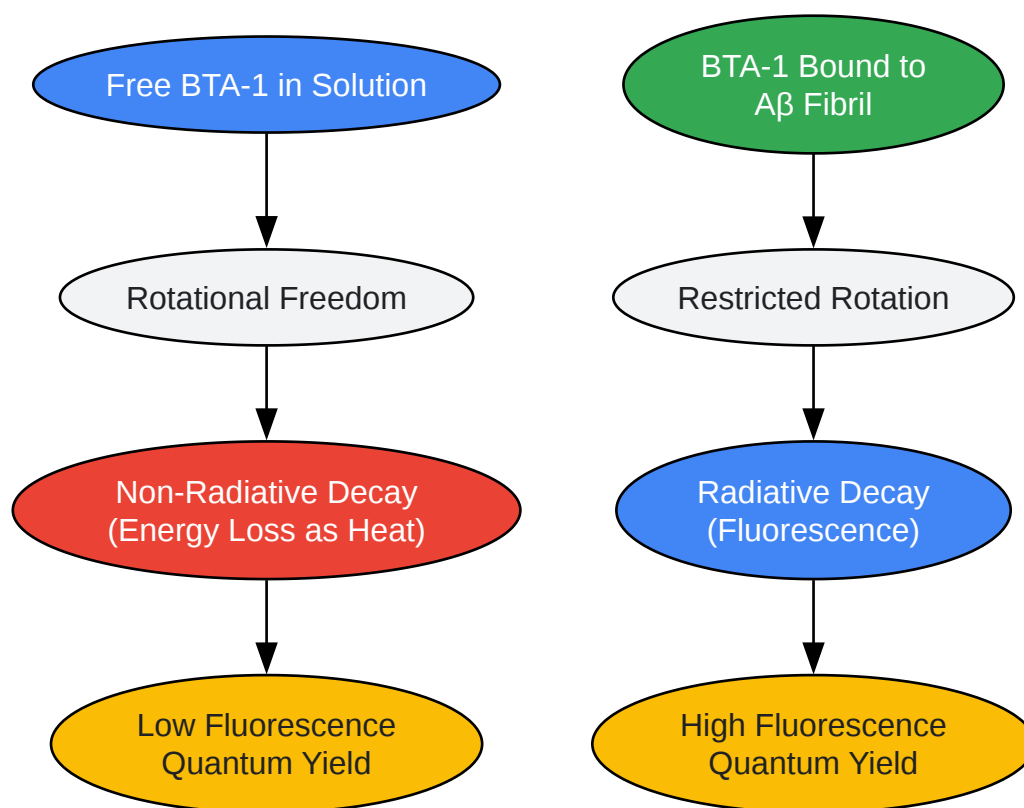 Free BTA-1 in Solution
Rotational Freedom
Non-Radiative Decay
(Energy Loss as Heat)
Low Fluorescence
Quantum Yield
BTA-1 Bound to
Aβ Fibril
Restricted Rotation
Radiative Decay
(Fluorescence)
High Fluorescence
Quantum Yield